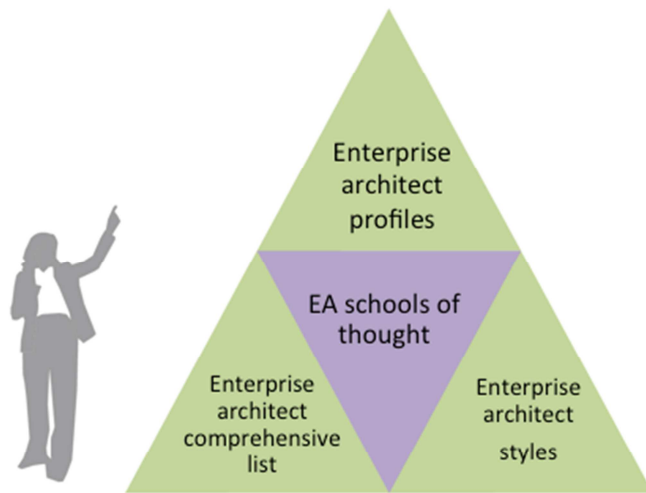 Enterprise
architect
profiles
EA schools of
thought
Enterprise
architect
comprehensive
list
Enterprise
architect
styles